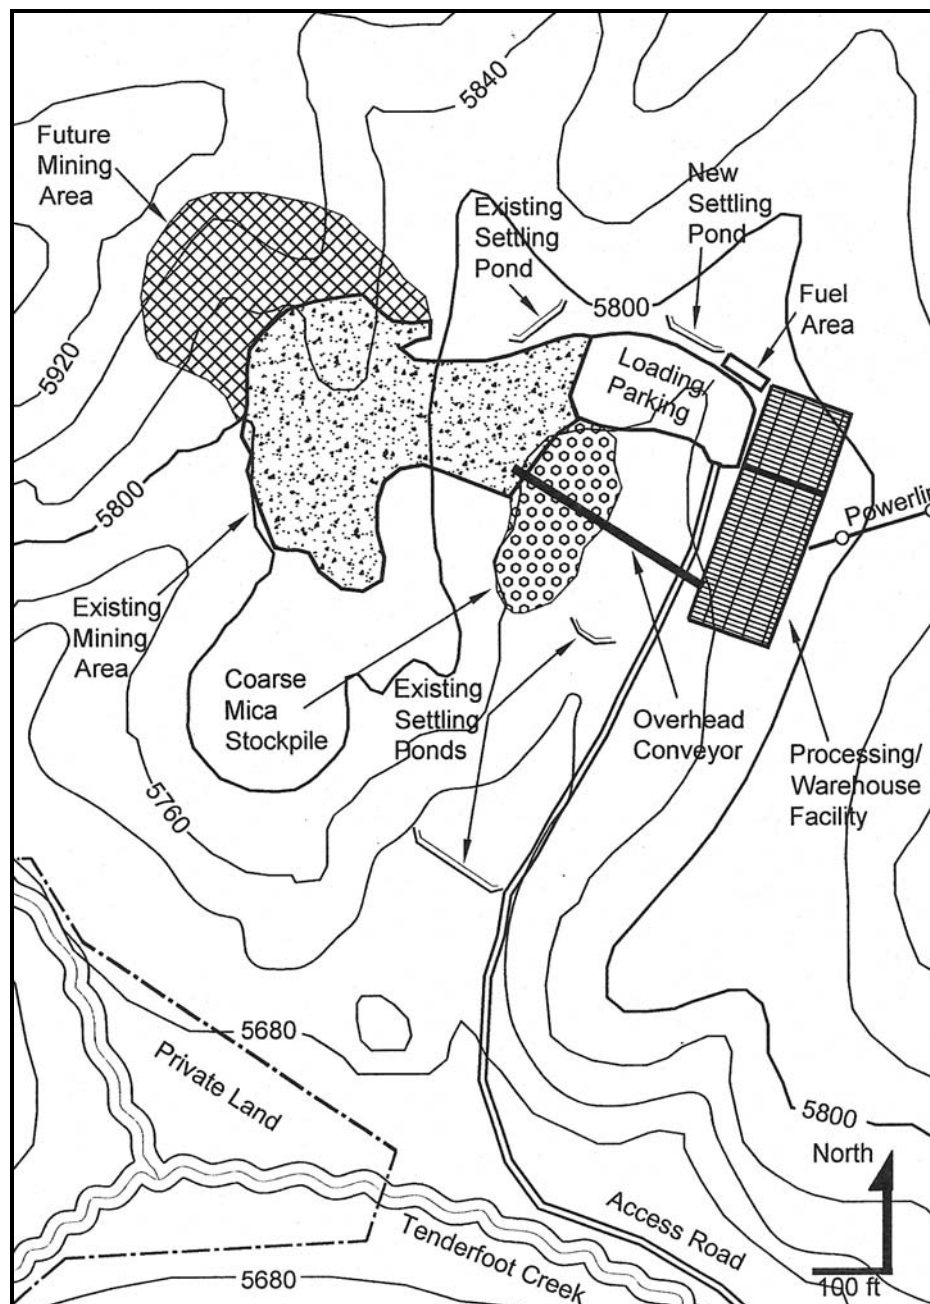 5840
Future
Mining
Area
New
Settling
Pond
Existing
Settling
Pond
5800
Fuel
Area
5920
Loading/
Parking
5800
Powerlin
Existing
Mining
Area
Coarse
Mica
Stockpile
Existing
Settling
Ponds
Overhead
Conveyor
Processing/
Warehouse
Facility
5760
5680
Private Land
5800
North
Access Road
Tenderfoot Creek
5680
100 ft